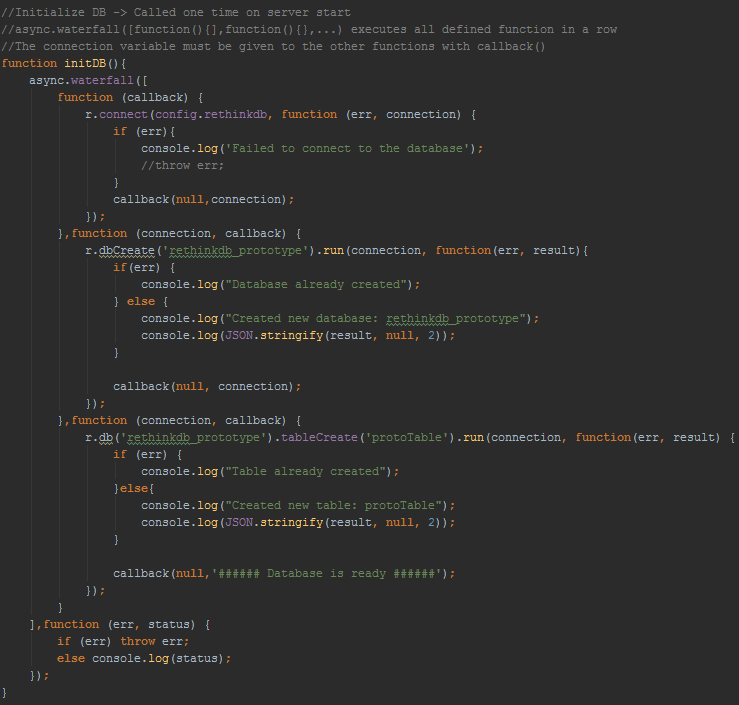 //Initialize DB -> Called one time on server start
//async.waterfall([function(){},function(){},...) executes all defined function in a row
//The connection variable must be given to the other functions with callback()
function initDB(){
    async.waterfall([
        function (callback) {
            r.connect(config.rethinkdb, function (err, connection) {
                if (err){
                    console.log('Failed to connect to the database');
                    //throw err;
                }
                callback(null,connection);
            });
        },function (connection, callback) {
            r.dbCreate('rethinkdb_prototype').run(connection, function(err, result){
                if(err) {
                    console.log("Database already created");
                } else {
                    console.log("Created new database: rethinkdb_prototype");
                    console.log(JSON.stringify(result, null, 2));
                }

                callback(null, connection);
            });
        },function (connection, callback) {
            r.db('rethinkdb_prototype').tableCreate('protoTable').run(connection, function(err, result) {
                if (err) {
                    console.log("Table already created");
                }else{
                    console.log("Created new table: protoTable");
                    console.log(JSON.stringify(result, null, 2));
                }

                callback(null,'###### Database is ready ######');
            });
        }
    ],function (err, status) {
        if (err) throw err;
        else console.log(status);
    });
}